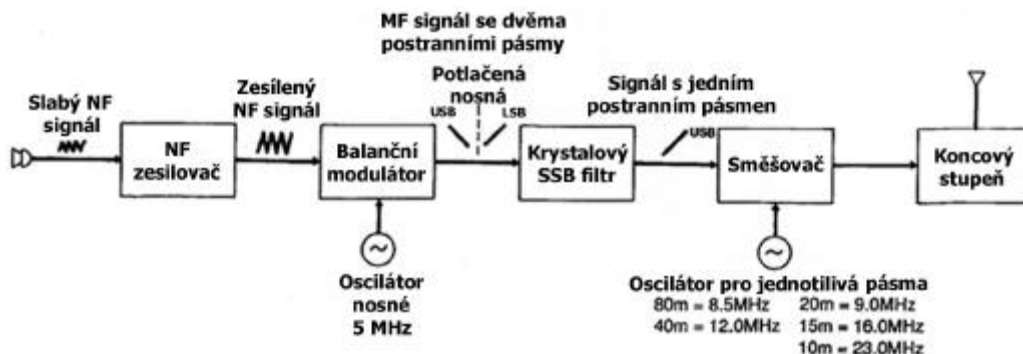 MF signál se dvěma
postranními pásmy
Potlačená
nosná
USB
LSB
Slabý NF
signál
Zesílený
NF signál
Signál s jedním
postranním pásmen
USB
NF
zesilovač
Balanční
modulátor
Krystalový
SSB filtr
Směšovač
Koncový
stupeň
Oscilátor
nosné
5 MHz
Oscilátor pro jednotilivá pásma
80m = 8.5MHz 20m = 9.0MHz
40m = 12.0MHz 15m = 16.0MHz
10m = 23.0MHz